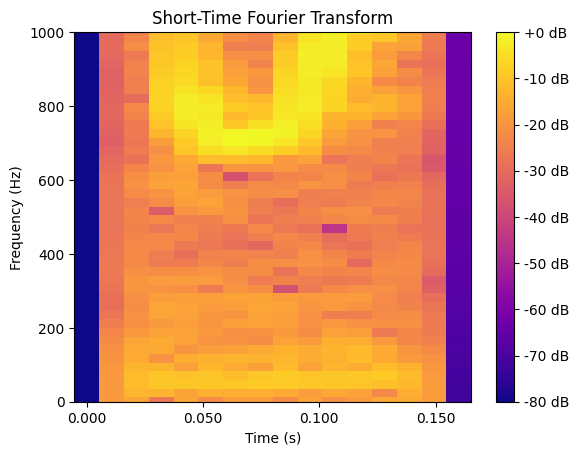 Short-Time Fourier Transform
1000
800
600
400
200
0
Frequency (Hz)
0.000
0.050
0.100
0.150
Time (s)
+0 dB
-10 dB
-20 dB
-30 dB
-40 dB
-50 dB
-60 dB
-70 dB
-80 dB